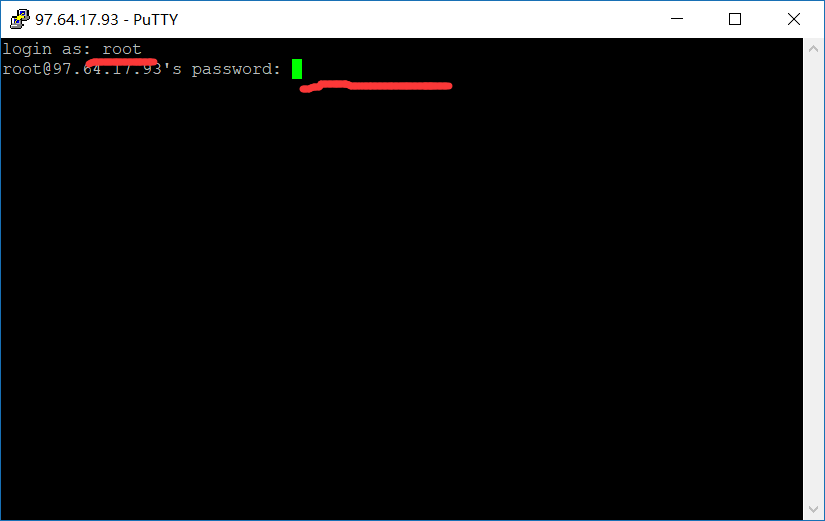 97.64.17.93 - PuTTY
login as: root
root@97.64.17.93's password: